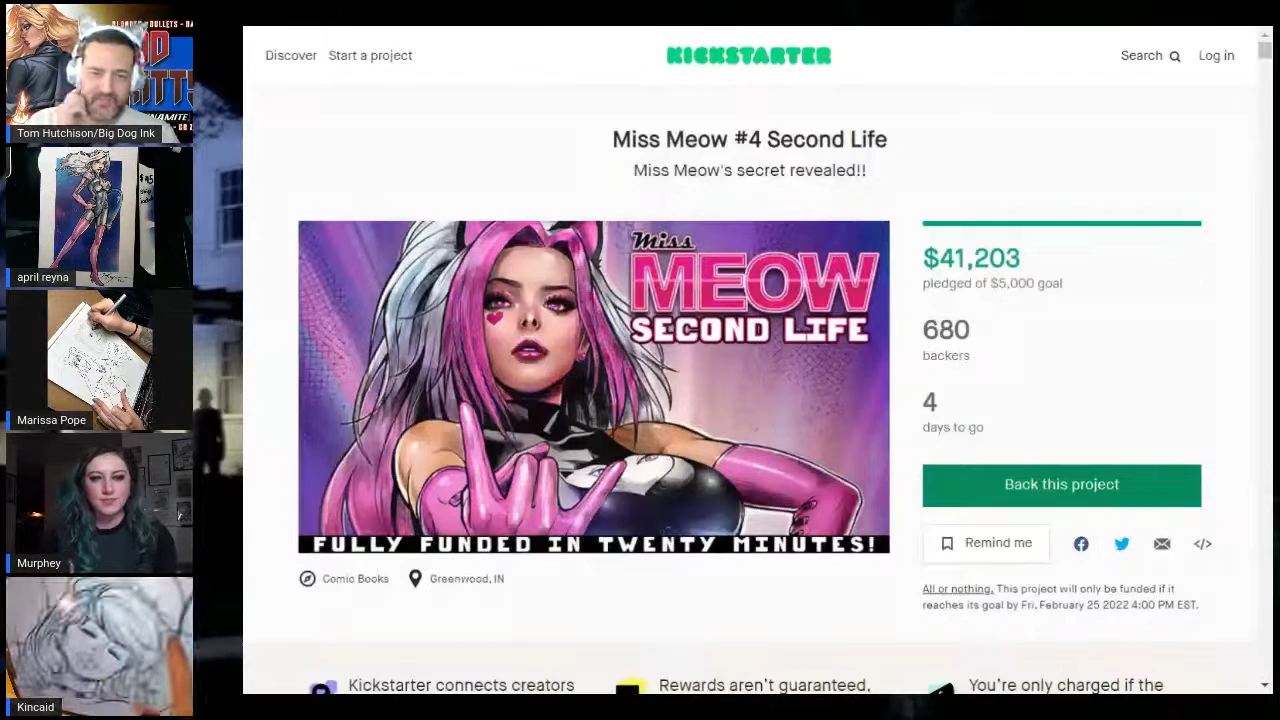 Tom Hutchison/Big Dog Ink
april reyna
Marissa Pope
Murphey
Kincaid
Discover Start a project
KICKSTARTER
Search
Log in
Miss Meow #4 Second Life
Miss Meow's secret revealed!!
Miss
MEOW
SECOND LIFE
FULLY FUNDED IN TWENTY MINUTES!
Comic Books
Greenwood, IN
$41,203
pledged of $5,000 goal
680
backers
4
days to go
Back this project
Remind me
</>
All or nothing. This project will only be funded if it
reaches its goal by Fri, February 25 2022 4:00 PM EST.
Kickstarter connects creators
Rewards aren't guaranteed,
You're only charged if the